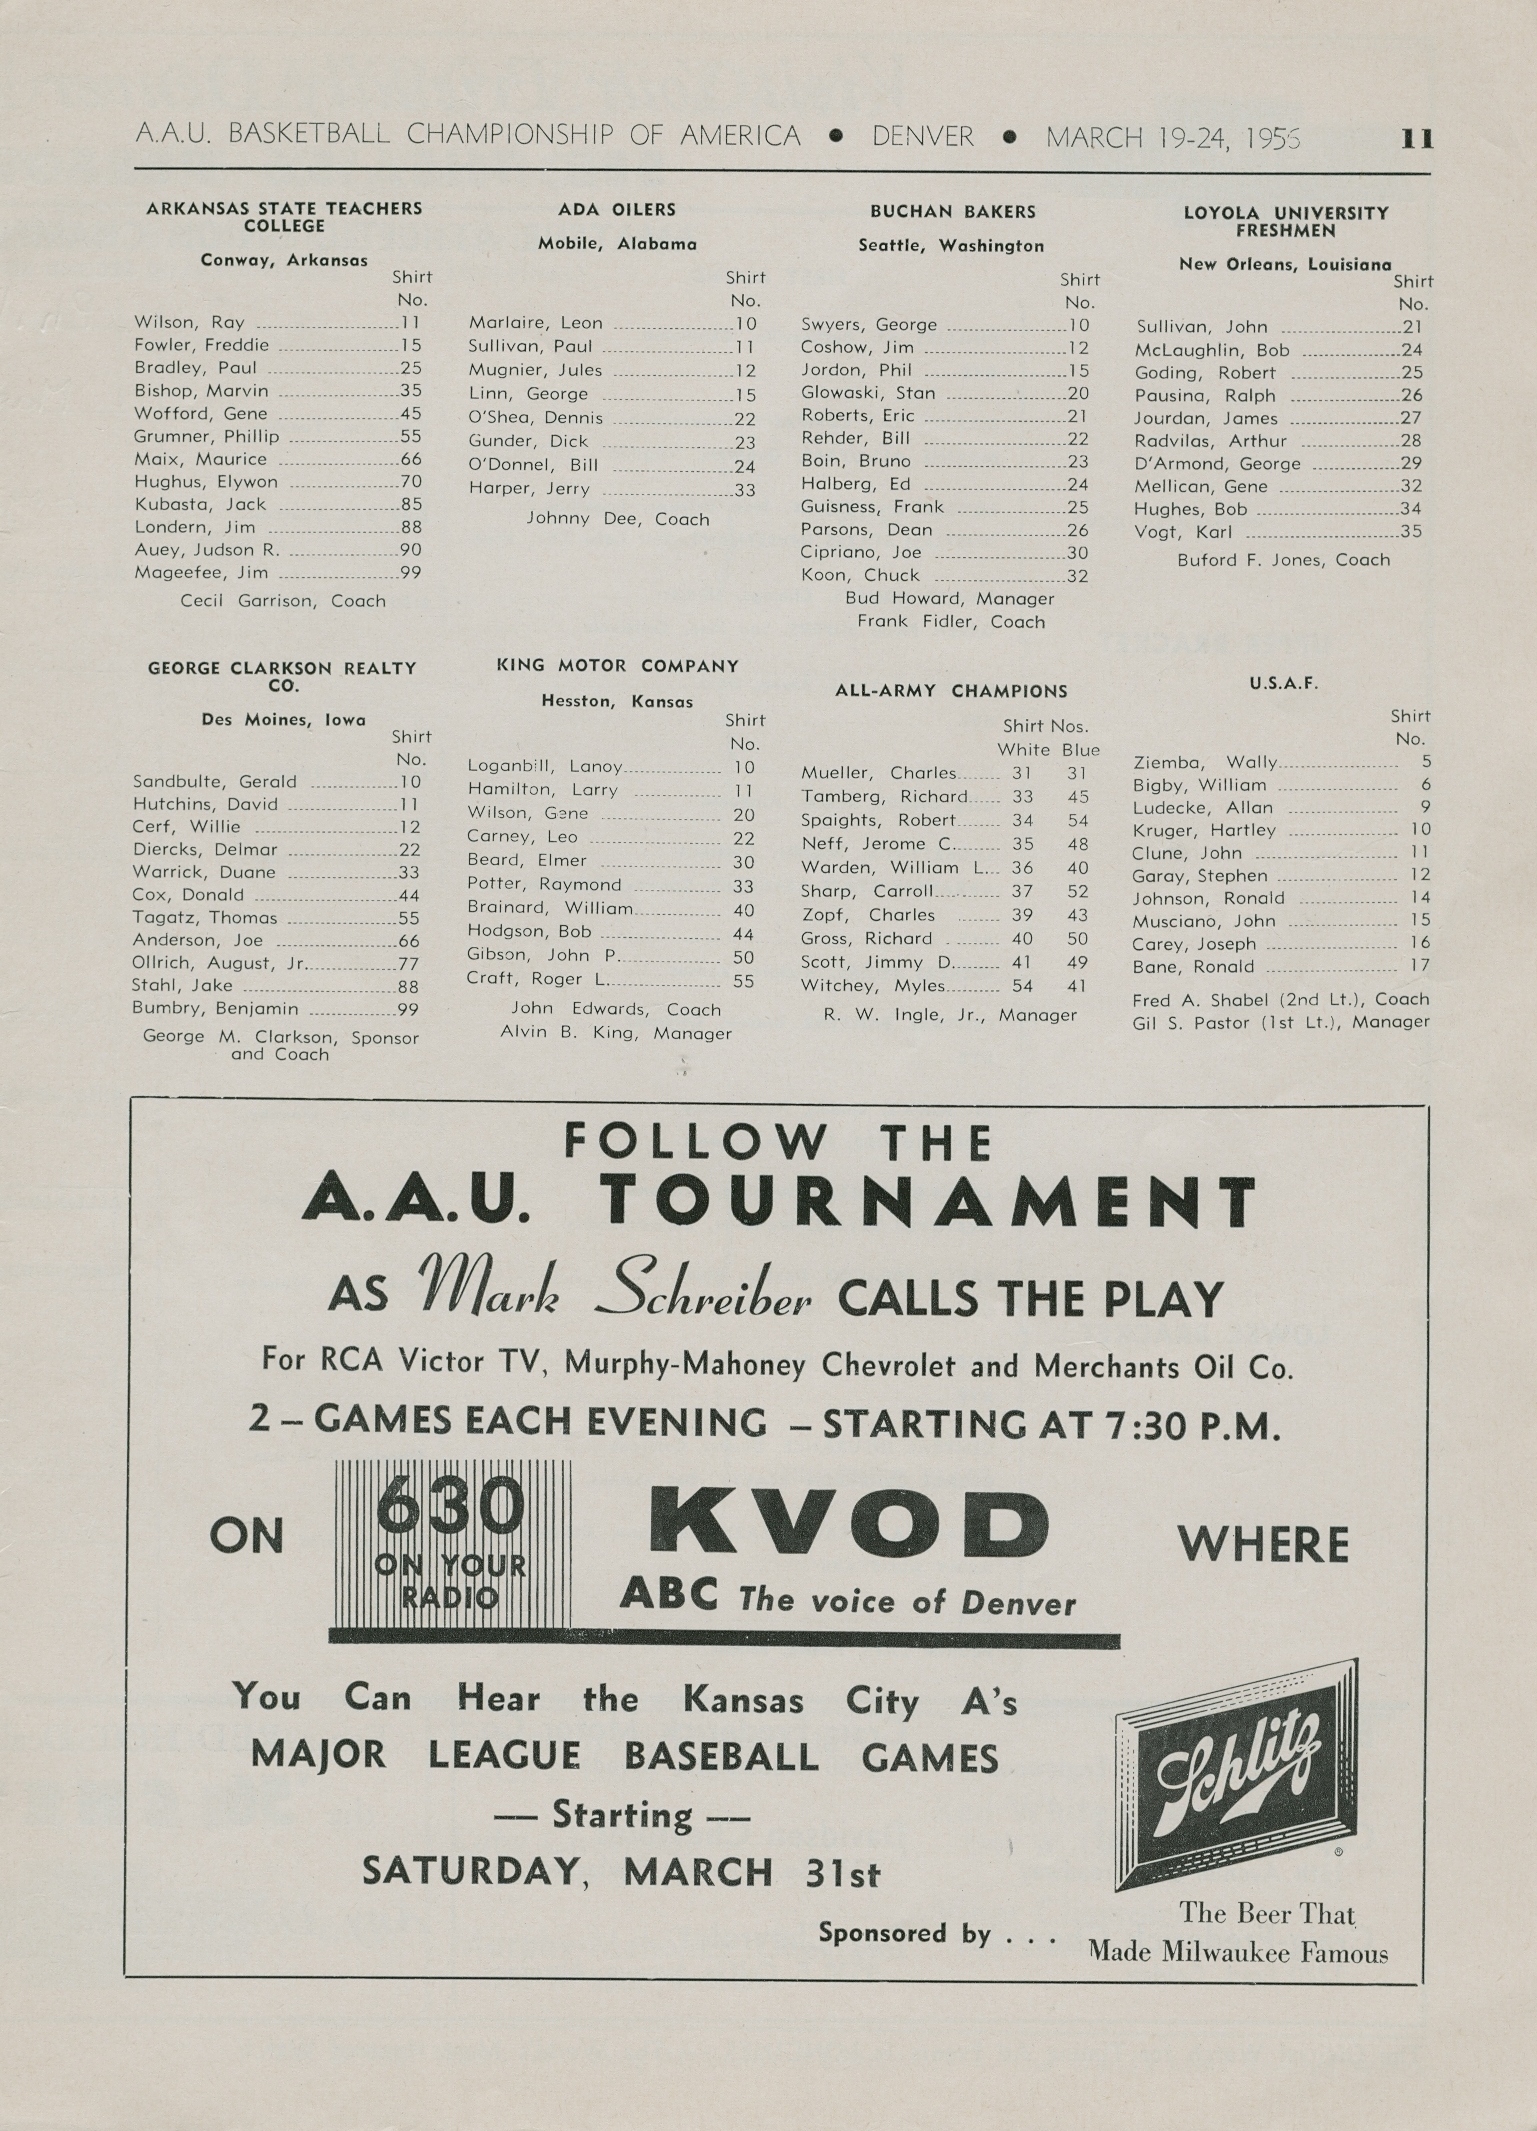 A.A.U. BASKETBALL CHAMPIONSHIP OF AMERICA ● DENVER ● MARCH 19-24, 1956 11
ARKANSAS STATE TEACHERS
COLLEGE
Conway, Arkansas
Shirt
No.
Wilson, Ray 11
Fowler, Freddie 15
Bradley, Paul 25
Bishop, Marvin 35
Wofford, Gene 45
Grumner, Phillip 55
Maix, Maurice 66
Hughus, Elywon 70
Kubasta, Jack 85
Londern, Jim 88
Auey, Judson R. 90
Mageefee, Jim 99
Cecil Garrison, Coach
ADA OILERS
Mobile, Alabama
Shirt
No.
Marlaire, Leon 10
Sullivan, Paul 11
Mugnier, Jules 12
Linn, George 15
O'Shea, Dennis 22
Gunder, Dick 23
O'Donnel, Bill 24
Harper, Jerry 33
Johnny Dee, Coach
BUCHAN BAKERS
Seattle, Washington
Shirt
No.
Swyers, George 10
Coshow, Jim 12
Jordon, Phil 15
Glowaski, Stan 20
Roberts, Eric 21
Rehder, Bill 22
Boin, Bruno 23
Halberg, Ed 24
Guisness, Frank 25
Parsons, Dean 26
Cipriano, Joe 30
Koon, Chuck 32
Bud Howard, Manager
Frank Fidler, Coach
LOYOLA UNIVERSITY
FRESHMEN
New Orleans, Louisiana
Shirt
No.
Sullivan, John 21
McLaughlin, Bob 24
Goding, Robert 25
Pausina, Ralph 26
Jourdan, James 27
Radvilas, Arthur 28
D'Armond, George 29
Mellican, Gene 32
Hughes, Bob 34
Vogt, Karl 35
Buford F. Jones, Coach
GEORGE CLARKSON REALTY
CO.
Des Moines, Iowa
Shirt
No.
Sandbulte, Gerald 10
Hutchins, David 11
Cerf, Willie 12
Diercks, Delmar 22
Warrick, Duane 33
Cox, Donald 44
Tagatz, Thomas 55
Anderson, Joe 66
Ollrich, August, Jr. 77
Stahl, Jake 88
Bumbry, Benjamin 99
George M. Clarkson, Sponsor
and Coach
KING MOTOR COMPANY
Hesston, Kansas
Shirt
No.
Loganbill, Lanoy 10
Hamilton, Larry 11
Wilson, Gene 20
Carney, Leo 22
Beard, Elmer 30
Potter, Raymond 33
Brainard, William 40
Hodgson, Bob 44
Gibson, John P. 50
Craft, Roger L. 55
John Edwards, Coach
Alvin B. King, Manager
ALL-ARMY CHAMPIONS
Shirt Nos.
White Blue
Mueller, Charles 31 31
Tamberg, Richard 33 45
Spaights, Robert 34 54
Neff, Jerome C. 35 48
Warden, William L. 36 40
Sharp, Carroll 37 52
Zopf, Charles 39 43
Gross, Richard 40 50
Scott, Jimmy D. 41 49
Witchey, Myles 54 41
R. W. Ingle, Jr., Manager
U.S.A.F.
Shirt
No.
Ziemba, Wally 5
Bigby, William 6
Ludecke, Allan 9
Kruger, Hartley 10
Clune, John 11
Garay, Stephen 12
Johnson, Ronald 14
Musciano, John 15
Carey, Joseph 16
Bane, Ronald 17
Fred A. Shabel (2nd Lt.), Coach
Gil S. Pastor (1st Lt.), Manager
FOLLOW THE
A.A.U. TOURNAMENT
AS Mark Schreiber CALLS THE PLAY
For RCA Victor TV, Murphy-Mahoney Chevrolet and Merchants Oil Co.
2 – GAMES EACH EVENING – STARTING AT 7:30 P.M.
ON
630
ON YOUR
RADIO
KVOD
ABC The voice of Denver
WHERE
You Can Hear the Kansas City A's
MAJOR LEAGUE BASEBALL GAMES
— Starting —
SATURDAY, MARCH 31st
Sponsored by . . .
Schlitz
®
The Beer That
Made Milwaukee Famous